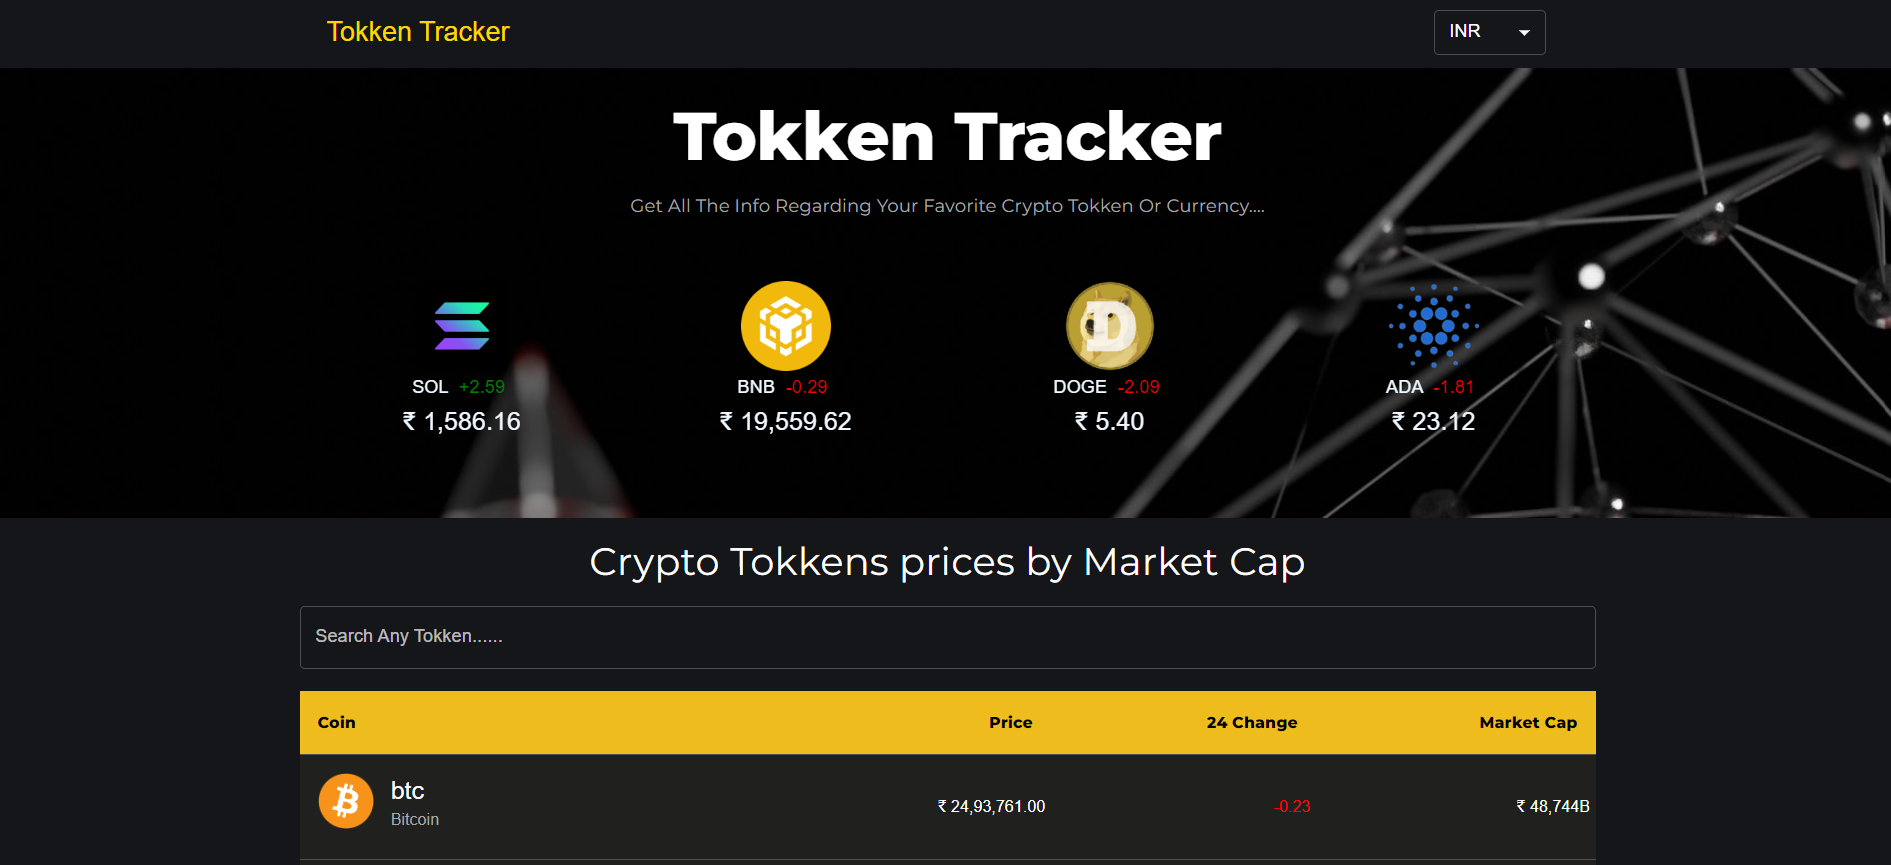 Tokken Tracker
INR
Tokken Tracker
Get All The Info Regarding Your Favorite Crypto Tokken Or Currency....
SOL +2.59
₹ 1,586.16
BNB -0.29
₹ 19,559.62
DOGE -2.09
₹ 5.40
ADA -1.81
₹ 23.12
Crypto Tokkens prices by Market Cap
Search Any Tokken......
Coin Price 24 Change Market Cap
btc
Bitcoin
₹ 24,93,761.00 -0.23 ₹ 48,744B